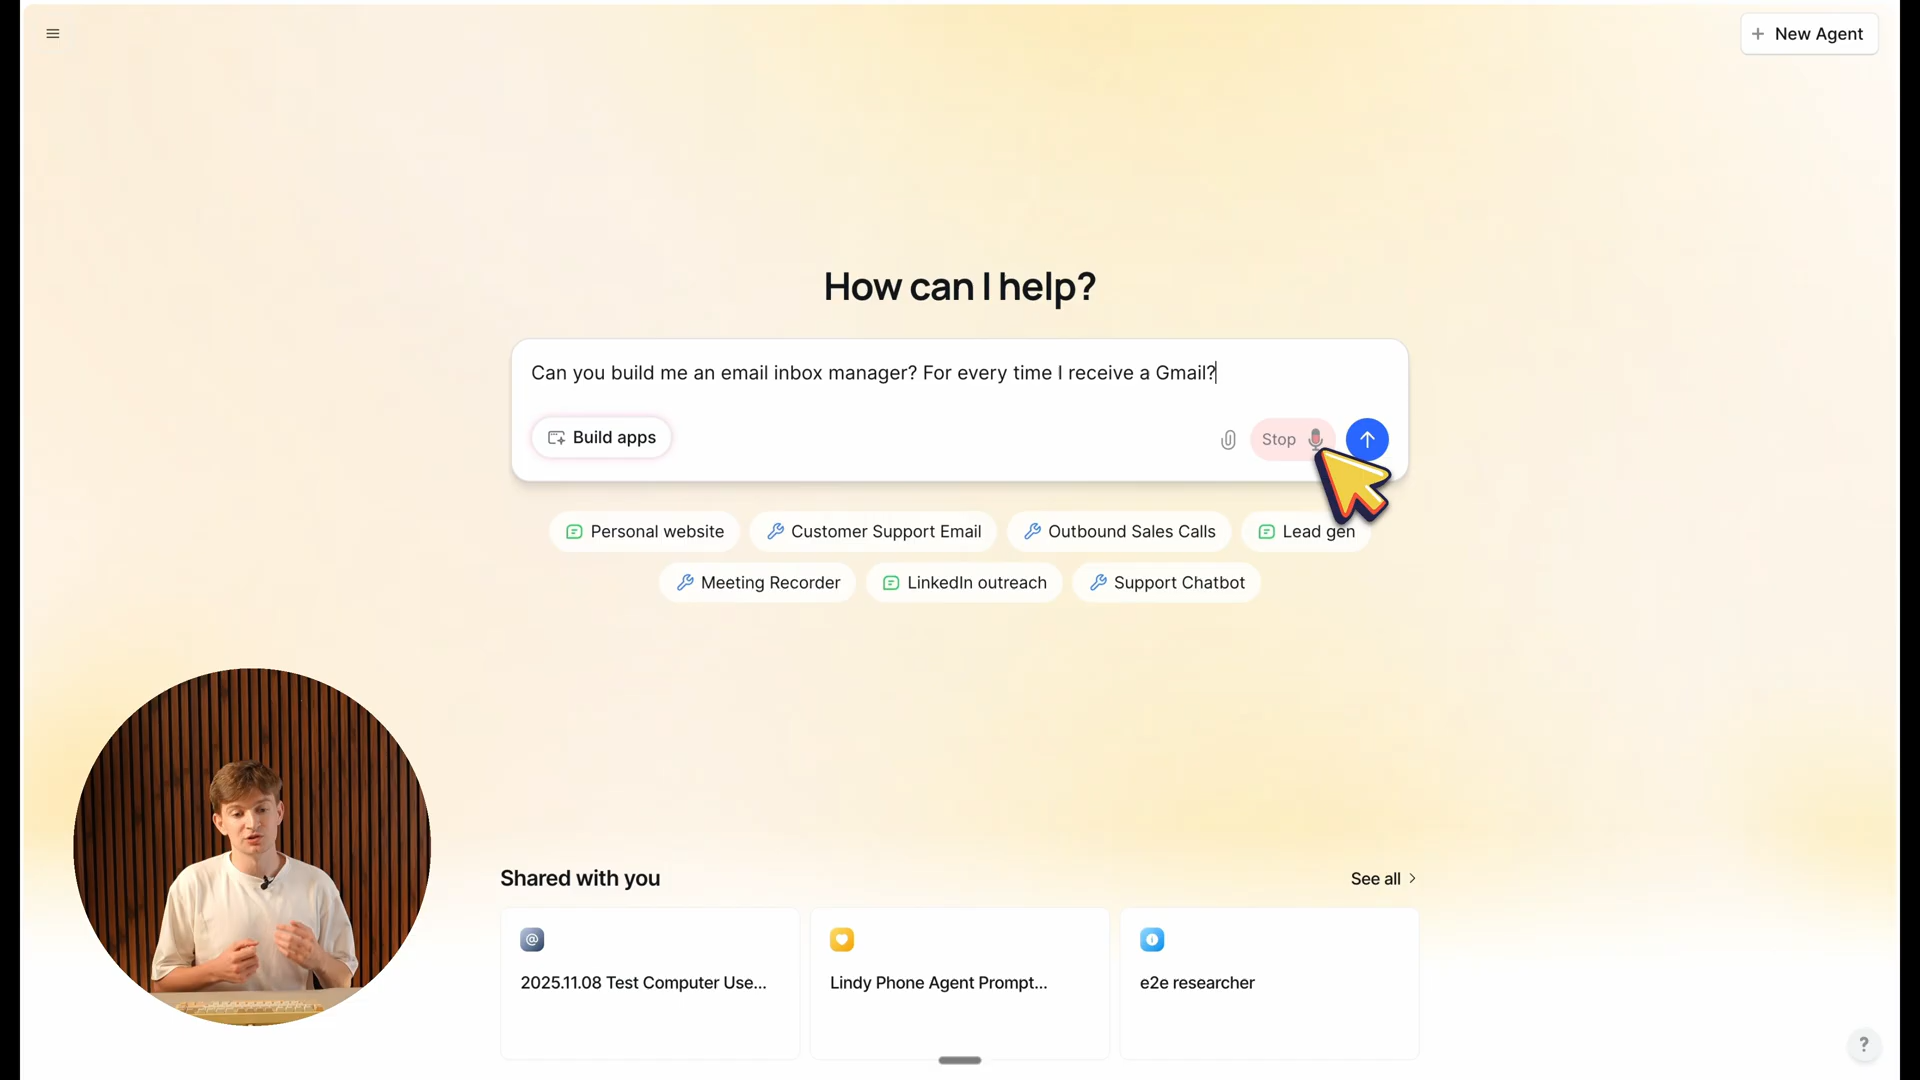 New Agent
How can I help?
Can you build me an email inbox manager? For every time I receive a Gmail?
Build apps
Stop
Personal website
Customer Support Email
Outbound Sales Calls
Lead gen
Meeting Recorder
LinkedIn outreach
Support Chatbot
Shared with you
See all
2025.11.08 Test Computer Use...
Lindy Phone Agent Prompt...
e2e researcher
?